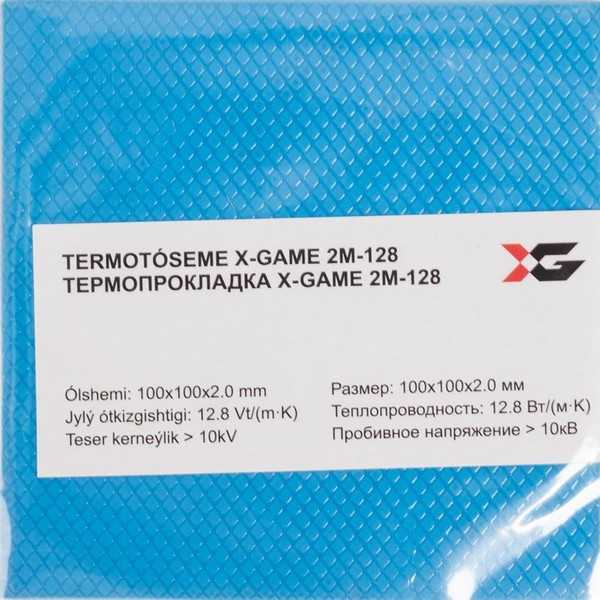 TERMOTÓSEME X-GAME 2M-128
ТЕРМОПРОКЛАДКА X-GAME 2M-128
XG
Ólshemi: 100x100x2.0 mm
Jylý ótkizgishtigi: 12.8 Vt/(m·K)
Teser kerneýlik > 10kV
Размер: 100x100x2.0 мм
Теплопроводность: 12.8 Вт/(м·К)
Пробивное напряжение > 10кВ